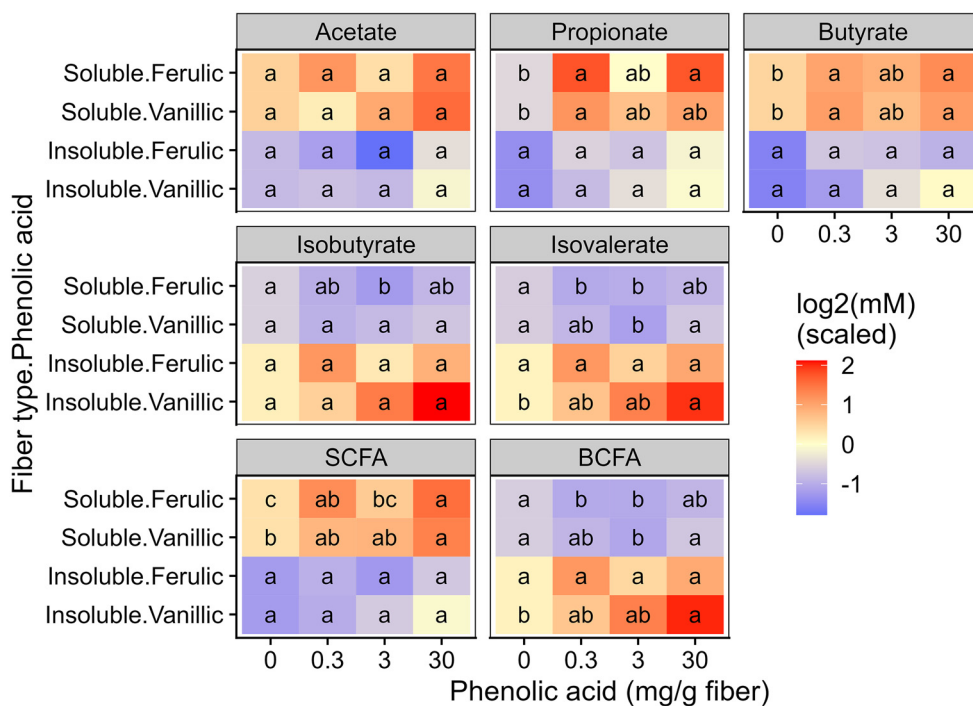 Acetate Propionate Butyrate
Soluble.Ferulic a a a a b a ab a b a ab a
Soluble.Vanillic a a a a b a ab ab b a ab a
Insoluble.Ferulic a a a a a a a a a a a a
Insoluble.Vanillic a a a a a a a a a a a a
0 0.3 3 30
Isobutyrate Isovalerate
Soluble.Ferulic a ab b ab a b b ab
Soluble.Vanillic a a a a a ab b a
Insoluble.Ferulic a a a a a a a a
Insoluble.Vanillic a a a a b ab ab a
SCFA BCFA
Soluble.Ferulic c ab bc a a b b ab
Soluble.Vanillic b ab ab a a ab b a
Insoluble.Ferulic a a a a a a a a
Insoluble.Vanillic a a a a b ab ab a
0 0.3 3 30 0 0.3 3 30
Phenolic acid (mg/g fiber)
Fiber type.Phenolic acid
log2(mM)
(scaled)
2
1
0
-1